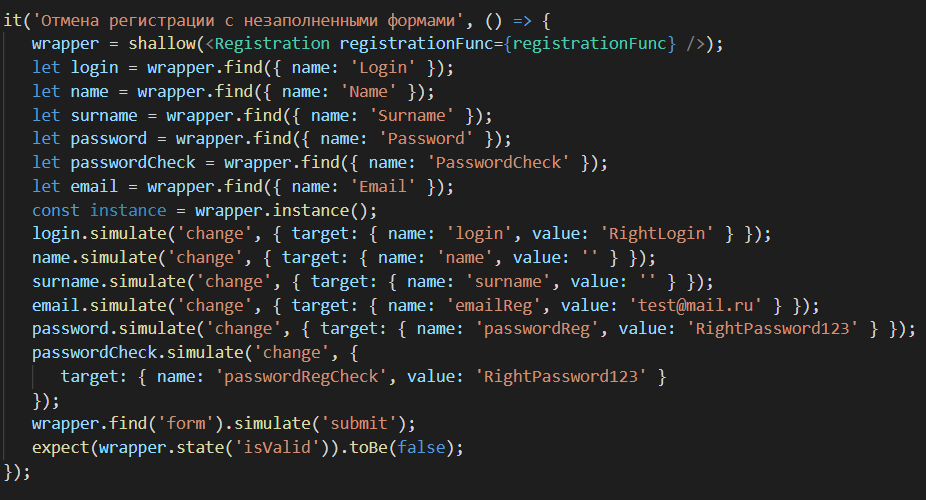 it('Отмена регистрации с незаполненными формами', () => {
wrapper = shallow(<Registration registrationFunc={registrationFunc} />);
let login = wrapper.find({ name: 'Login' });
let name = wrapper.find({ name: 'Name' });
let surname = wrapper.find({ name: 'Surname' });
let password = wrapper.find({ name: 'Password' });
let passwordCheck = wrapper.find({ name: 'PasswordCheck' });
let email = wrapper.find({ name: 'Email' });
const instance = wrapper.instance();
login.simulate('change', { target: { name: 'login', value: 'RightLogin' } });
name.simulate('change', { target: { name: 'name', value: '' } });
surname.simulate('change', { target: { name: 'surname', value: '' } });
email.simulate('change', { target: { name: 'emailReg', value: 'test@mail.ru' } });
password.simulate('change', { target: { name: 'passwordReg', value: 'RightPassword123' } });
passwordCheck.simulate('change', {
target: { name: 'passwordRegCheck', value: 'RightPassword123' }
});
wrapper.find('form').simulate('submit');
expect(wrapper.state('isValid')).toBe(false);
});